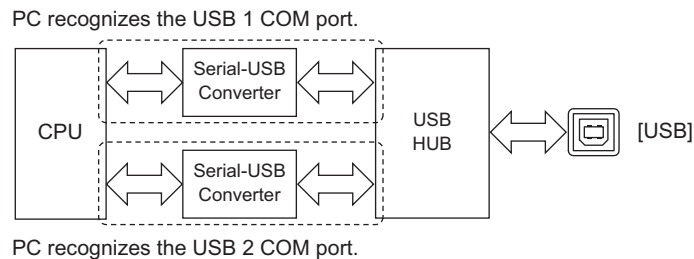 PC recognizes the USB 1 COM port.
Serial-USB
Converter
CPU
USB
HUB
[USB]
Serial-USB
Converter
PC recognizes the USB 2 COM port.